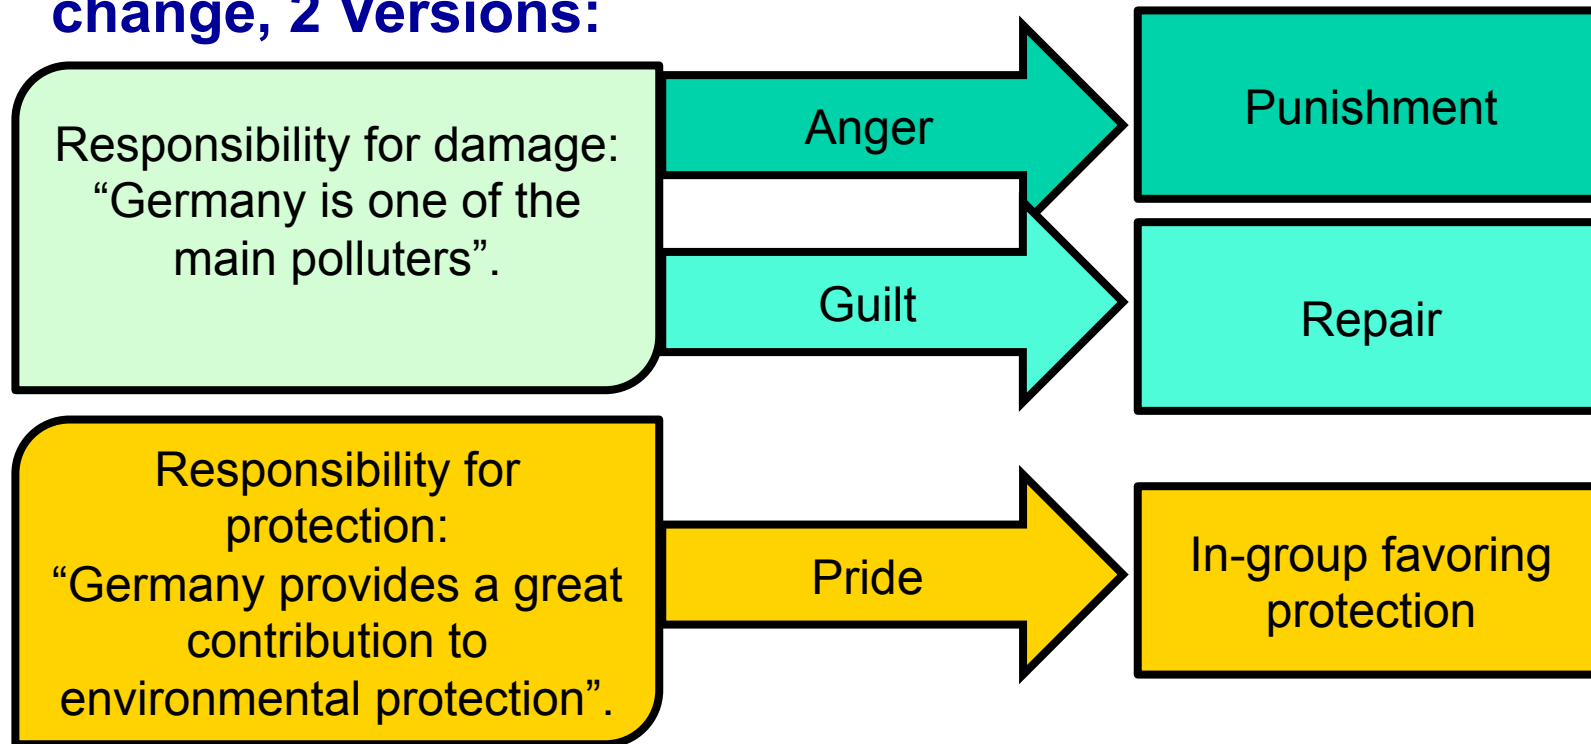 change, 2 Versions:
Responsibility for damage:
“Germany is one of the
main polluters”.
Anger
Punishment
Guilt
Repair
Responsibility for
protection:
“Germany provides a great
contribution to
environmental protection”.
Pride
In-group favoring
protection